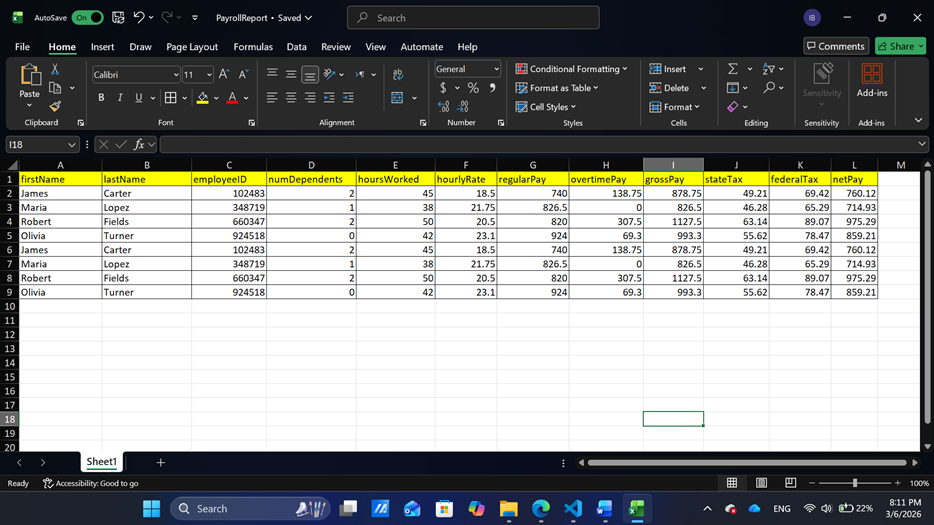 AutoSave On PayrollReport • Saved Search IB
File Home Insert Draw Page Layout Formulas Data Review View Automate Help Comments Share
Paste Calibri 11 A A ab General Conditional Formatting Insert Σ Sensitivity Add-ins
B I U A $ % 9 Format as Table Delete
Cell Styles Format
Clipboard Font Alignment Number Styles Cells Editing Sensitivity Add-ins
I18 fx
A B C D E F G H I J K L M
1 firstName lastName employeeID numDependents hoursWorked hourlyRate regularPay overtimePay grossPay stateTax federalTax netPay
2 James Carter 102483 2 45 18.5 740 138.75 878.75 49.21 69.42 760.12
3 Maria Lopez 348719 1 38 21.75 826.5 0 826.5 46.28 65.29 714.93
4 Robert Fields 660347 2 50 20.5 820 307.5 1127.5 63.14 89.07 975.29
5 Olivia Turner 924518 0 42 23.1 924 69.3 993.3 55.62 78.47 859.21
6 James Carter 102483 2 45 18.5 740 138.75 878.75 49.21 69.42 760.12
7 Maria Lopez 348719 1 38 21.75 826.5 0 826.5 46.28 65.29 714.93
8 Robert Fields 660347 2 50 20.5 820 307.5 1127.5 63.14 89.07 975.29
9 Olivia Turner 924518 0 42 23.1 924 69.3 993.3 55.62 78.47 859.21
10
11
12
13
14
15
16
17
18
19
20
Sheet1
Ready Accessibility: Good to go 100%
Search ENG 22% 8:11 PM
3/6/2026